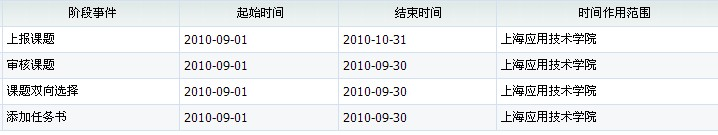 阶段事件 起始时间 结束时间 时间作用范围
上报课题 2010-09-01 2010-10-31 上海应用技术学院
审核课题 2010-09-01 2010-09-30 上海应用技术学院
课题双向选择 2010-09-01 2010-09-30 上海应用技术学院
添加任务书 2010-09-01 2010-09-30 上海应用技术学院